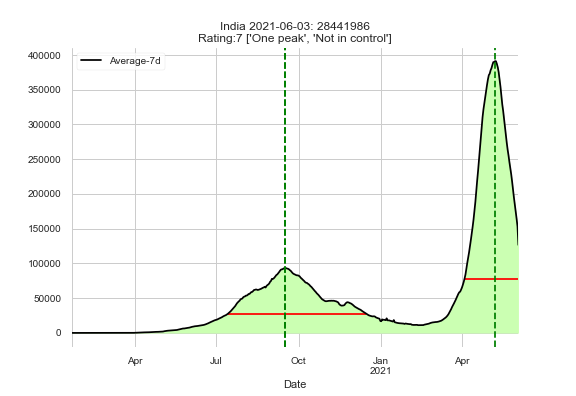 India 2021-06-03: 28441986
Rating:7 ['One peak', 'Not in control']
Average-7d
400000
350000
300000
250000
200000
150000
100000
50000
0
Apr Jul Oct Jan Apr
2021
Date